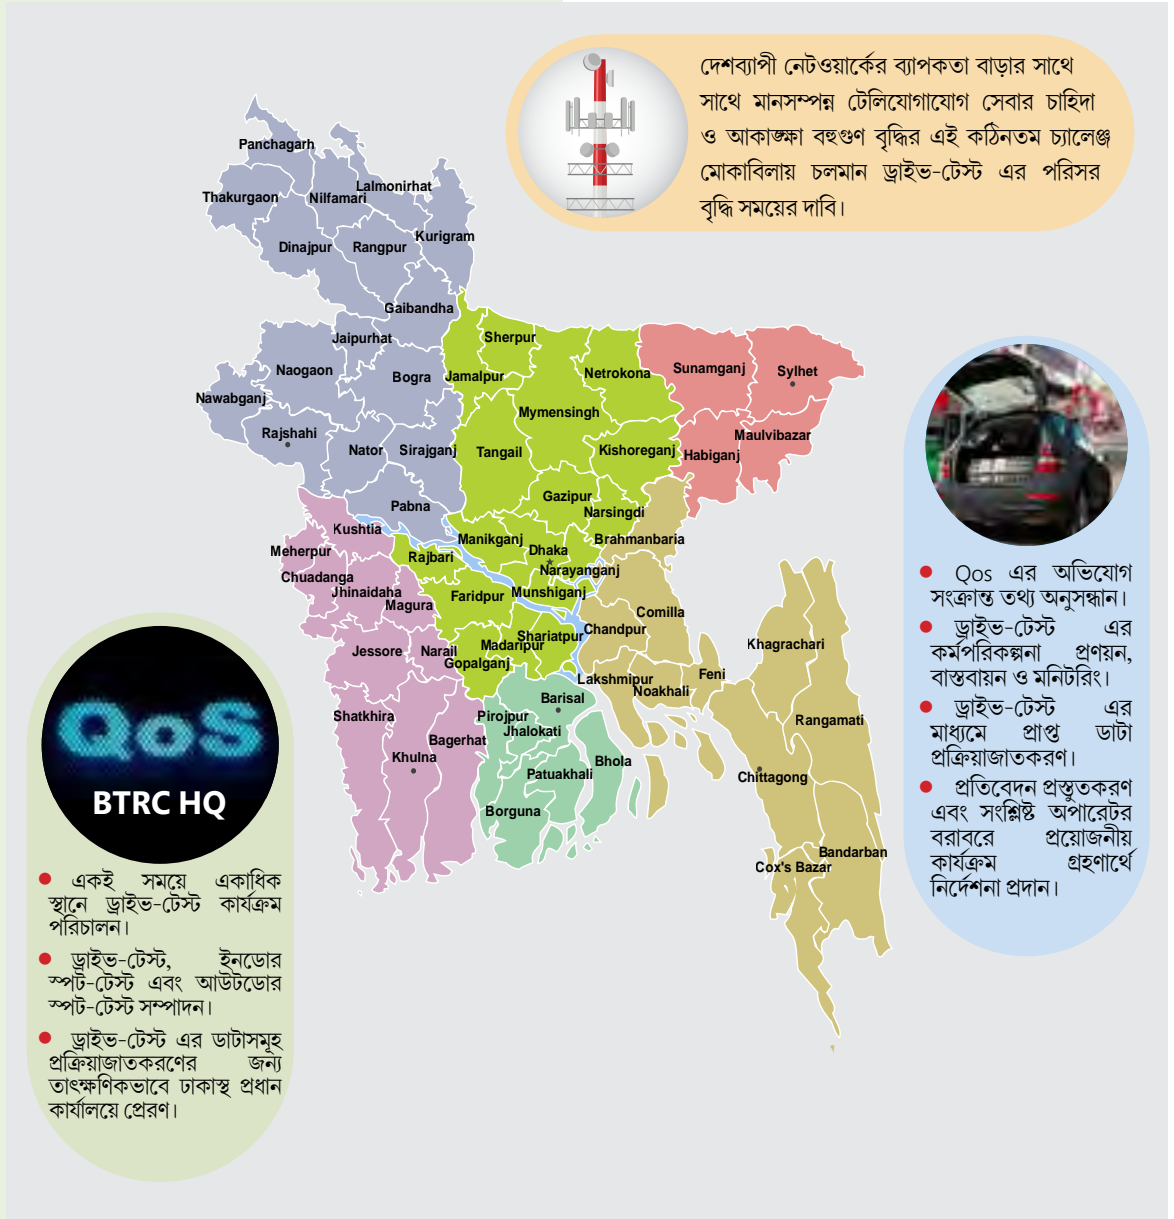 দেশব্যাপী নেটওয়ার্কের ব্যাপকতা বাড়ার সাথে
সাথে মানসম্পন্ন টেলিযোগাযোগ সেবার চাহিদা
ও আকাঙ্ক্ষা বহুগুণ বৃদ্ধির এই কঠিনতম চ্যালেঞ্জ
মোকাবিলায় চলমান ড্রাইভ-টেস্ট এর পরিসর
বৃদ্ধি সময়ের দাবি।
Panchagarh
Thakurgaon
Nilfamari
Lalmonirhat
Dinajpur
Rangpur
Kurigram
Gaibandha
Jaipurhat
Naogaon
Bogra
Nawabganj
Rajshahi
Nator
Sirajganj
Pabna
Sherpur
Jamalpur
Netrokona
Mymensingh
Tangail
Kishoreganj
Gazipur
Narsingdi
Manikganj
Dhaka
Narayanganj
Rajbari
Faridpur
Munshiganj
Shariatpur
Madaripur
Gopalganj
Sunamganj
Sylhet
Maulvibazar
Habiganj
Kushtia
Meherpur
Chuadanga
Jhinaidaha
Magura
Jessore
Narail
Shatkhira
Khulna
Bagerhat
Barisal
Pirojpur
Jhalokati
Bhola
Patuakhali
Borguna
Brahmanbaria
Comilla
Chandpur
Lakshmipur
Noakhali
Feni
Khagrachari
Rangamati
Chittagong
Bandarban
Cox's Bazar
QoS
BTRC HQ
● একই সময়ে একাধিক
স্থানে ড্রাইভ-টেস্ট কার্যক্রম
পরিচালন।
● ড্রাইভ-টেস্ট, ইনডোর
স্পট-টেস্ট এবং আউটডোর
স্পট-টেস্ট সম্পাদন।
● ড্রাইভ-টেস্ট এর ডাটাসমূহ
প্রক্রিয়াজাতকরণের জন্য
তাৎক্ষণিকভাবে ঢাকাস্থ প্রধান
কার্যালয়ে প্রেরণ।
● Qos এর অভিযোগ
সংক্রান্ত তথ্য অনুসন্ধান।
● ড্রাইভ-টেস্ট এর
কর্মপরিকল্পনা প্রণয়ন,
বাস্তবায়ন ও মনিটরিং।
● ড্রাইভ-টেস্ট এর
মাধ্যমে প্রাপ্ত ডাটা
প্রক্রিয়াজাতকরণ।
● প্রতিবেদন প্রস্তুতকরণ
এবং সংশ্লিষ্ট অপারেটর
বরাবরে প্রয়োজনীয়
কার্যক্রম গ্রহণার্থে
নির্দেশনা প্রদান।